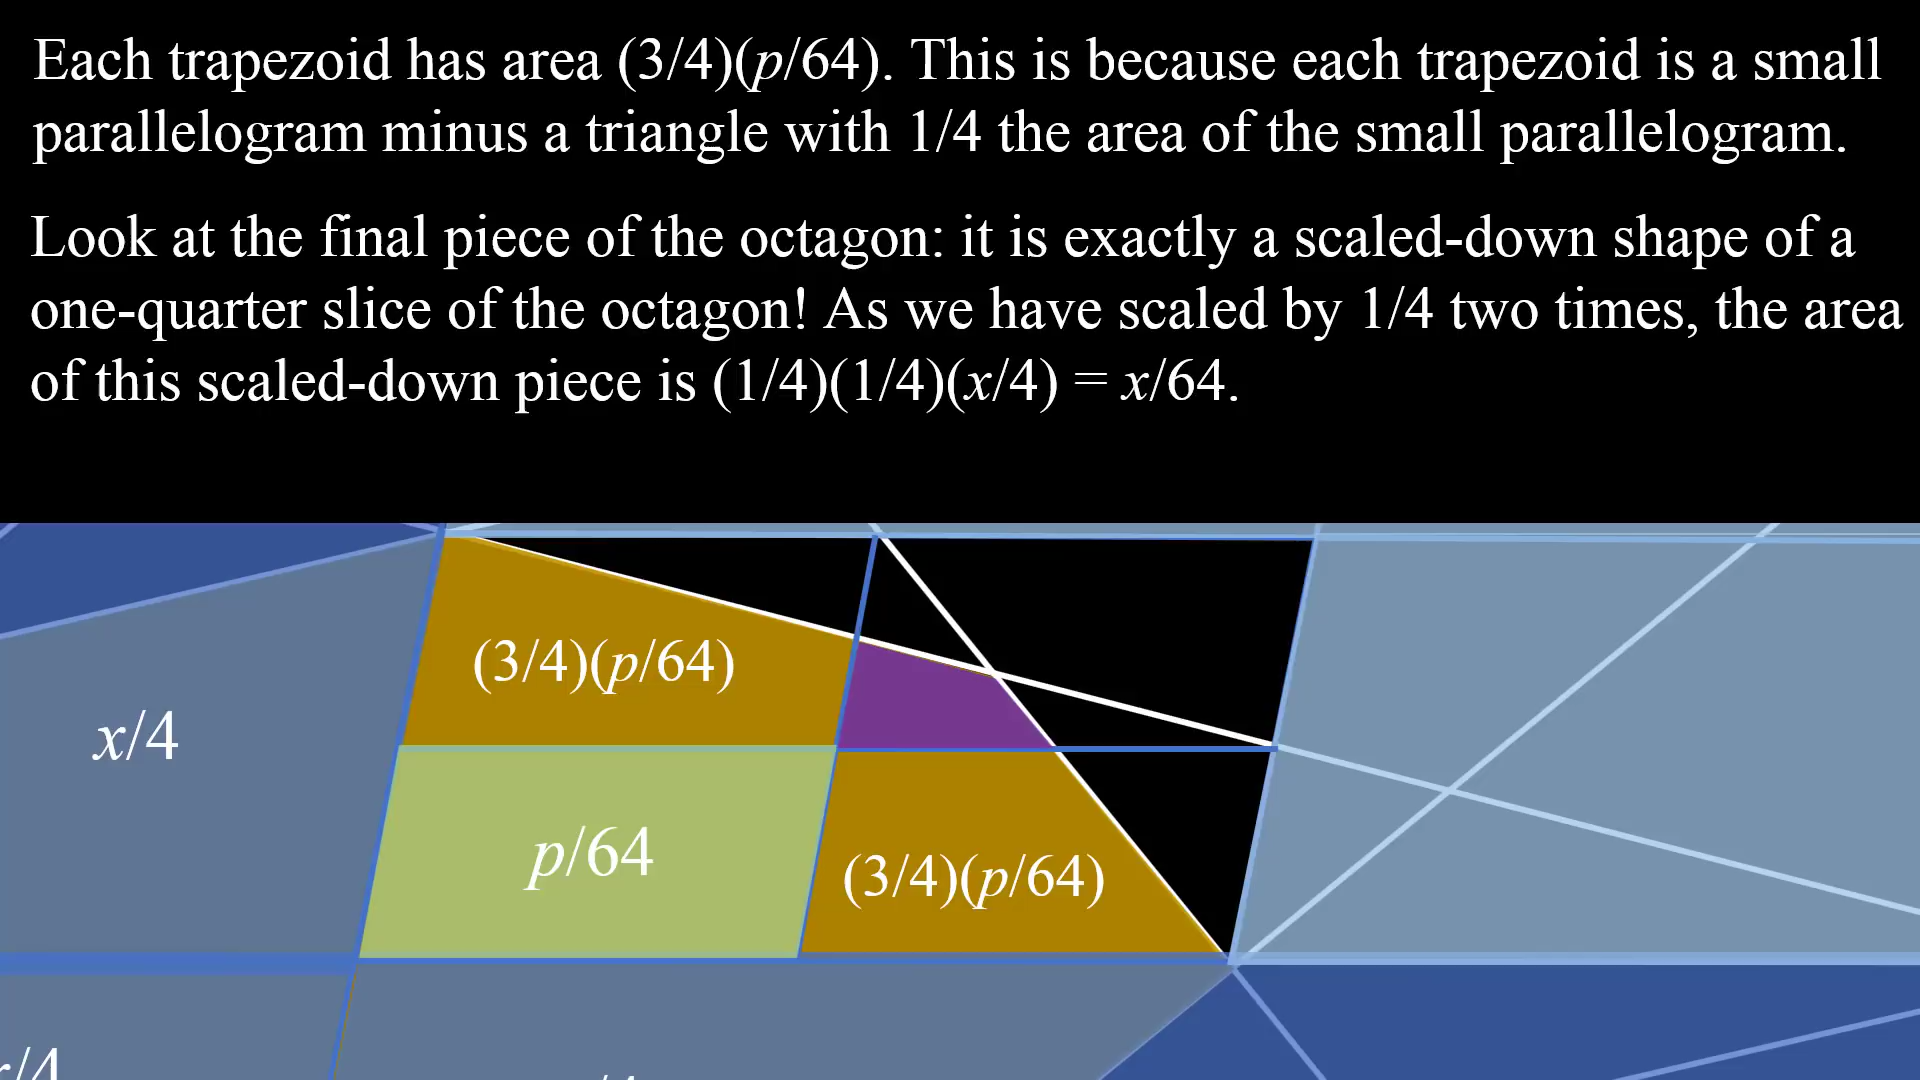 Each trapezoid has area (3/4)(p/64). This is because each trapezoid is a small
parallelogram minus a triangle with 1/4 the area of the small parallelogram.
Look at the final piece of the octagon: it is exactly a scaled-down shape of a
one-quarter slice of the octagon! As we have scaled by 1/4 two times, the area
of this scaled-down piece is (1/4)(1/4)(x/4) = x/64.
(3/4)(p/64)
x/4
p/64
(3/4)(p/64)